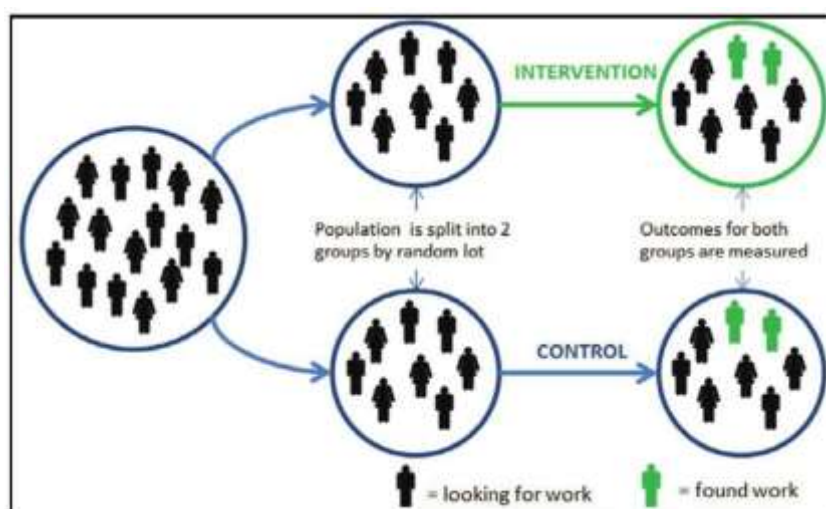 INTERVENTION
Population is split into 2
groups by random lot
Outcomes for both
groups are measured
CONTROL
= looking for work
= found work